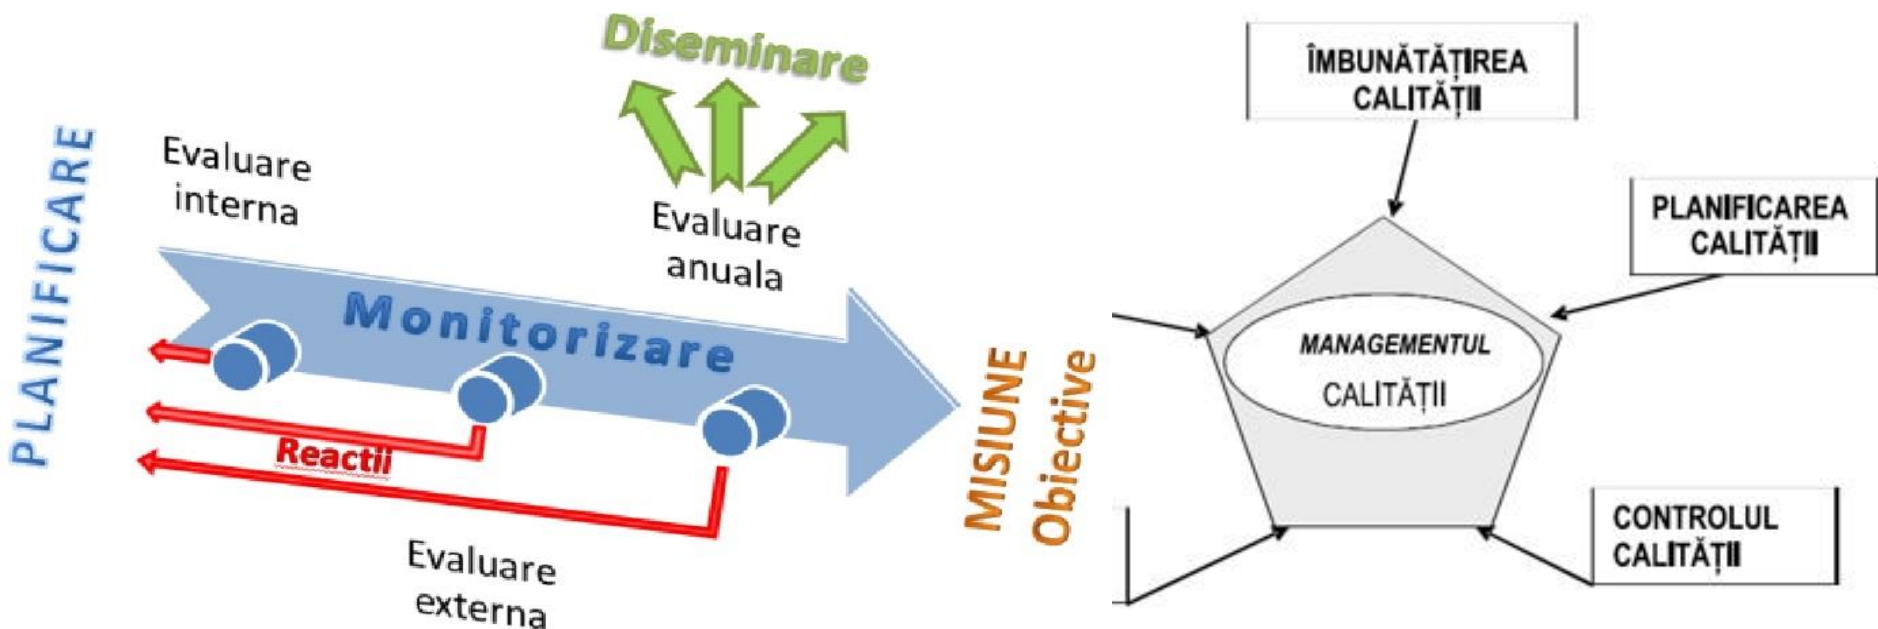 Diseminare
PLANIFICARE
Evaluare
interna
Evaluare
anuala
Monitorizare
Reactii
Evaluare
externa
MISIUNE
Obiective
ÎMBUNĂTĂȚIREA
CALITĂȚII
PLANIFICAREA
CALITĂȚII
MANAGEMENTUL
CALITĂȚII
CONTROLUL
CALITĂȚII